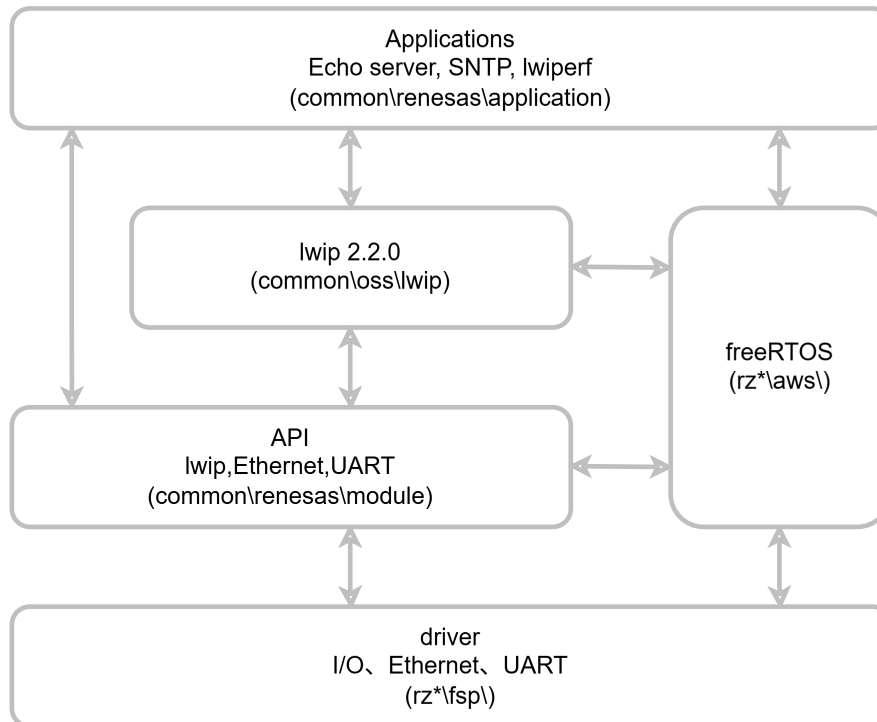 Applications
Echo server, SNTP, lwiperf
(common\renesas\application)
lwip 2.2.0
(common\oss\lwip)
freeRTOS
(rz*\aws\)
API
lwip,Ethernet,UART
(common\renesas\module)
driver
I/O、Ethernet、UART
(rz*\fsp\)